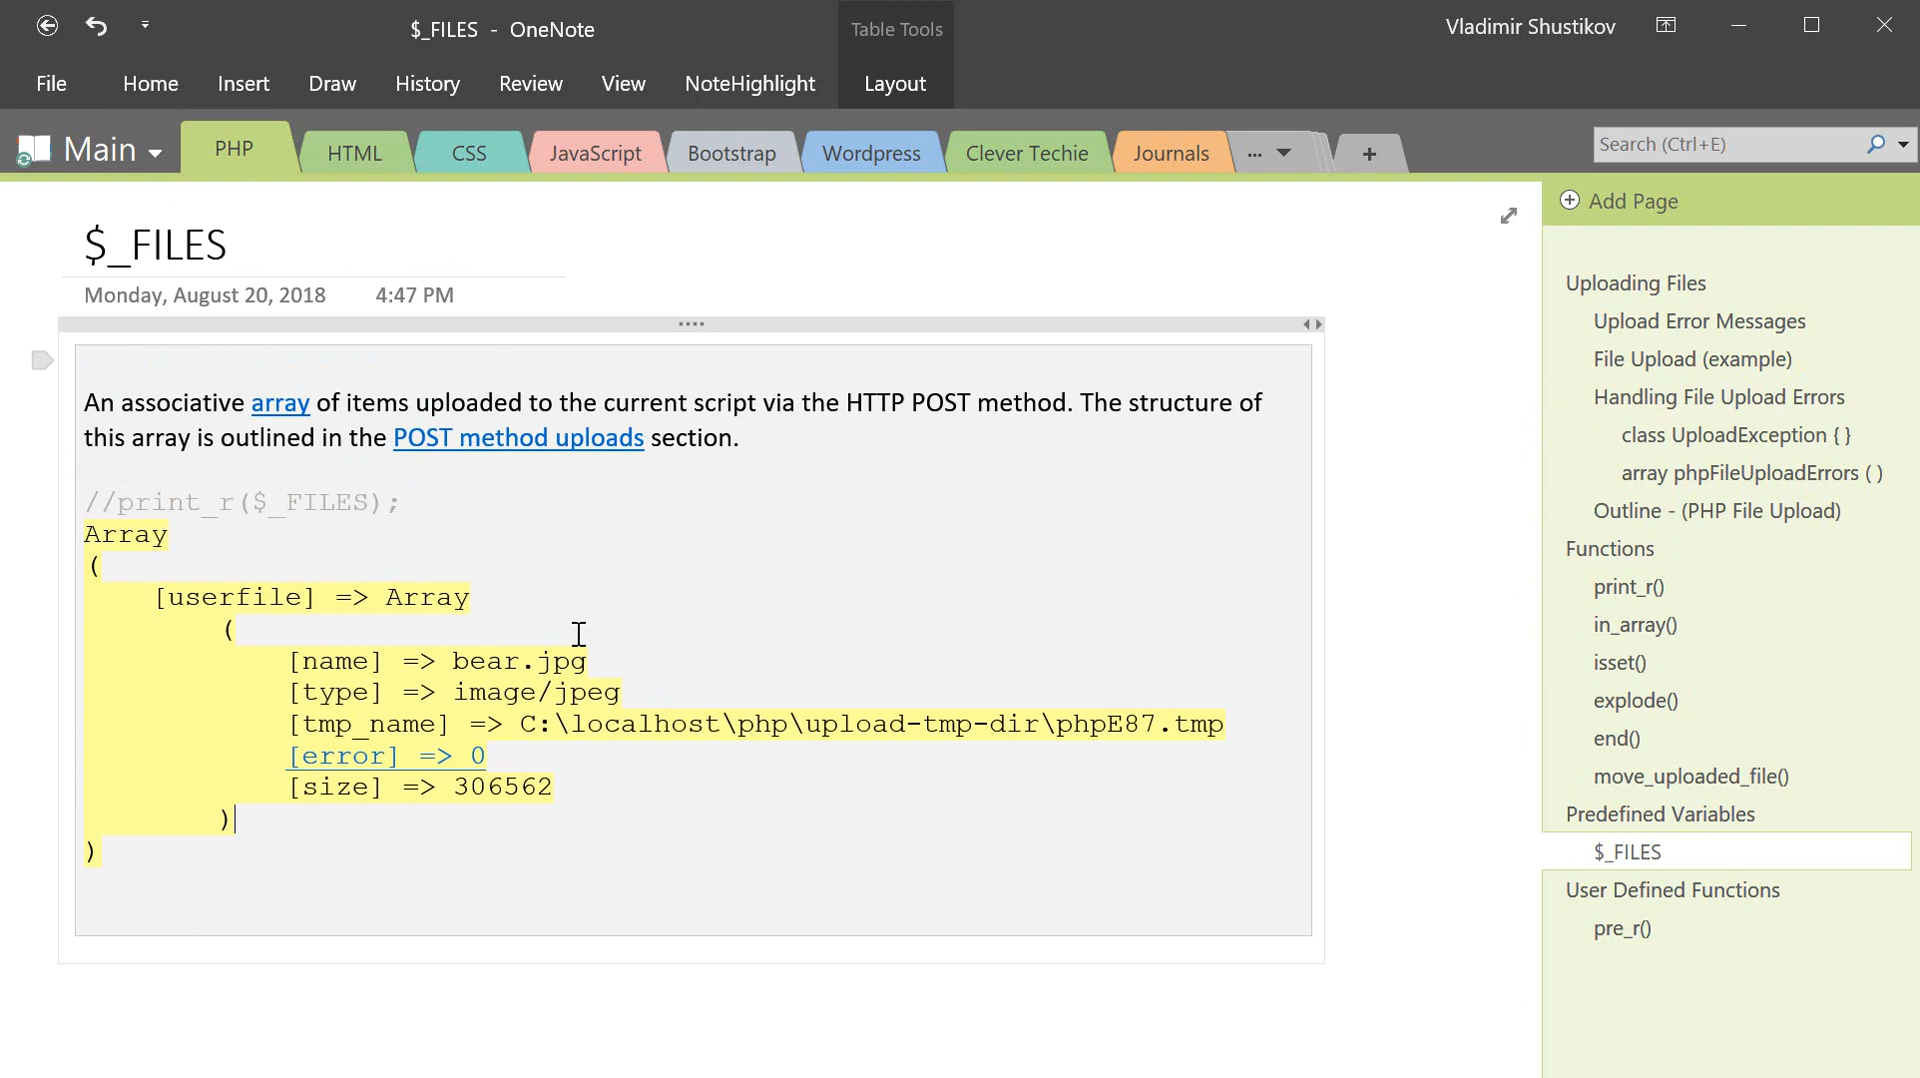 $_FILES - OneNote
Table Tools
Vladimir Shustikov
File Home Insert Draw History Review View NoteHighlight Layout
Main PHP HTML CSS JavaScript Bootstrap Wordpress Clever Techie Journals ... +
Search (Ctrl+E)
$_FILES
Monday, August 20, 2018 4:47 PM
An associative array of items uploaded to the current script via the HTTP POST method. The structure of
this array is outlined in the POST method uploads section.
//print_r($_FILES);
Array
(
[userfile] => Array
(
[name] => bear.jpg
[type] => image/jpeg
[tmp_name] => C:\localhost\php\upload-tmp-dir\phpE87.tmp
[error] => 0
[size] => 306562
)
)
Add Page
Uploading Files
Upload Error Messages
File Upload (example)
Handling File Upload Errors
class UploadException { }
array phpFileUploadErrors ( )
Outline - (PHP File Upload)
Functions
print_r()
in_array()
isset()
explode()
end()
move_uploaded_file()
Predefined Variables
$_FILES
User Defined Functions
pre_r()